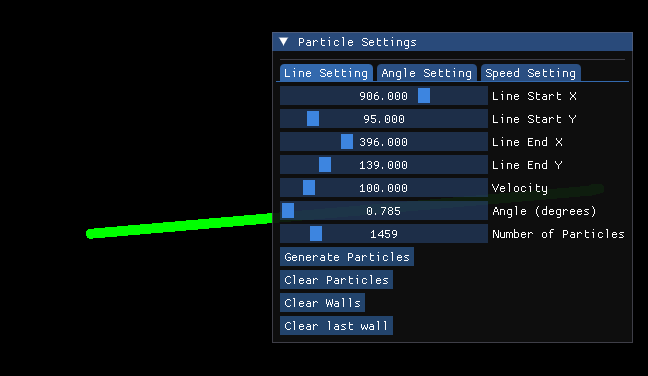 Particle Settings
Line Setting Angle Setting Speed Setting
906.000 Line Start X
95.000 Line Start Y
396.000 Line End X
139.000 Line End Y
100.000 Velocity
0.785 Angle (degrees)
1459 Number of Particles
Generate Particles
Clear Particles
Clear Walls
Clear last wall